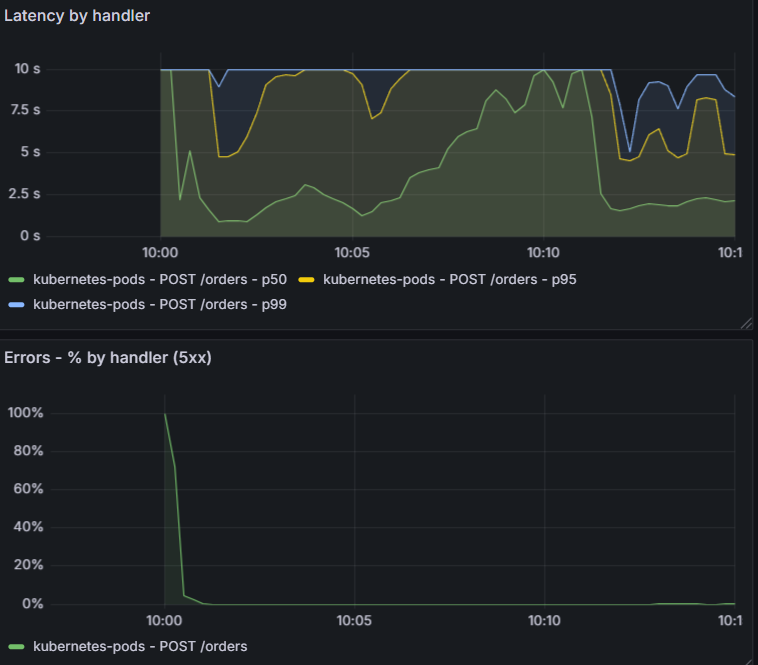 Latency by handler
10 s
7.5 s
5 s
2.5 s
0 s
10:00 10:05 10:10 10:1
kubernetes-pods - POST /orders - p50 kubernetes-pods - POST /orders - p95
kubernetes-pods - POST /orders - p99
Errors - % by handler (5xx)
100%
80%
60%
40%
20%
0%
10:00 10:05 10:10 10:1
kubernetes-pods - POST /orders